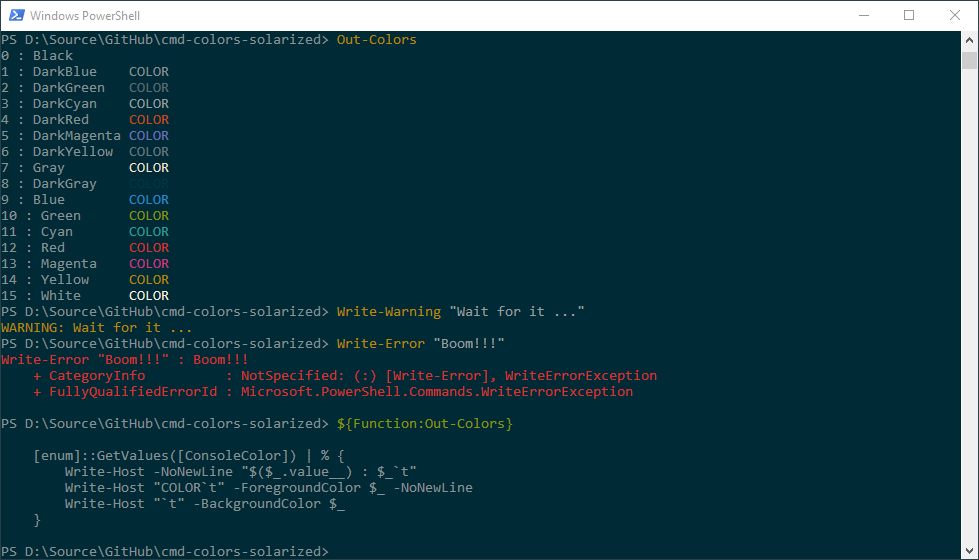 Windows PowerShell
PS D:\Source\GitHub\cmd-colors-solarized> Out-Colors
0 : Black
1 : DarkBlue    COLOR
2 : DarkGreen   COLOR
3 : DarkCyan    COLOR
4 : DarkRed     COLOR
5 : DarkMagenta COLOR
6 : DarkYellow  COLOR
7 : Gray        COLOR
8 : DarkGray    COLOR
9 : Blue        COLOR
10 : Green      COLOR
11 : Cyan       COLOR
12 : Red        COLOR
13 : Magenta    COLOR
14 : Yellow     COLOR
15 : White      COLOR
PS D:\Source\GitHub\cmd-colors-solarized> Write-Warning "Wait for it ..."
WARNING: Wait for it ...
PS D:\Source\GitHub\cmd-colors-solarized> Write-Error "Boom!!!"
Write-Error "Boom!!!" : Boom!!!
    + CategoryInfo          : NotSpecified: (:) [Write-Error], WriteErrorException
    + FullyQualifiedErrorId : Microsoft.PowerShell.Commands.WriteErrorException
PS D:\Source\GitHub\cmd-colors-solarized> ${Function:Out-Colors}
    [enum]::GetValues([ConsoleColor]) | % {
        Write-Host -NoNewLine "$($_.value__) : $_`t"
        Write-Host "COLOR`t" -ForegroundColor $_ -NoNewLine
        Write-Host "`t" -BackgroundColor $_
    }
PS D:\Source\GitHub\cmd-colors-solarized>